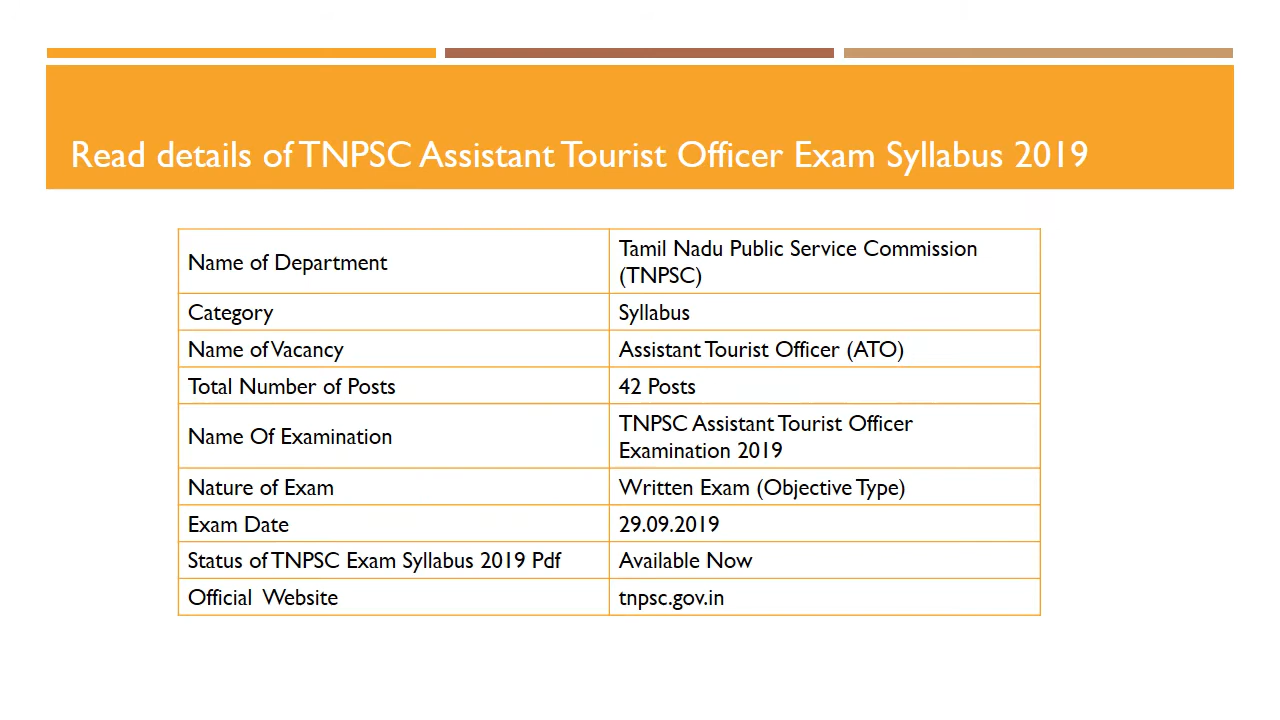 Read details of TNPSC Assistant Tourist Officer Exam Syllabus 2019
Name of Department
Tamil Nadu Public Service Commission
(TNPSC)
Category
Syllabus
Name of Vacancy
Assistant Tourist Officer (ATO)
Total Number of Posts
42 Posts
Name Of Examination
TNPSC Assistant Tourist Officer
Examination 2019
Nature of Exam
Written Exam (Objective Type)
Exam Date
29.09.2019
Status of TNPSC Exam Syllabus 2019 Pdf
Available Now
Official Website
tnpsc.gov.in